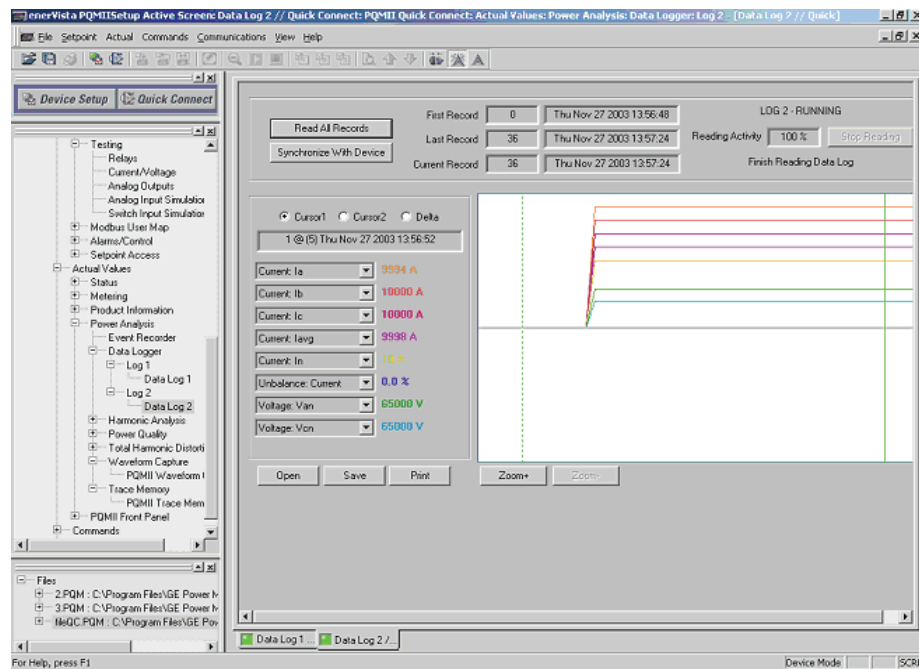 enerVista PQMIISetup Active Screen: Data Log 2 // Quick Connect: PQMII Quick Connect: Actual Values: Power Analysis: Data Logger: Log 2 - [Data Log 2 // Quick]
File Setpoint Actual Commands Communications View Help
Device Setup Quick Connect
Testing
Relays
Current/Voltage
Analog Outputs
Analog Input Simulation
Switch Input Simulation
Modbus User Map
Alarms/Control
Setpoint Access
Actual Values
Status
Metering
Product Information
Power Analysis
Event Recorder
Data Logger
Log 1
Data Log 1
Log 2
Data Log 2
Harmonic Analysis
Power Quality
Total Harmonic Distorti
Waveform Capture
PQMII Waveform
Trace Memory
PQMII Trace Mem
PQMII Front Panel
Commands
Files
2.PQM : C:\Program Files\GE Power M
3.PQM : C:\Program Files\GE Power M
fileQC.PQM : C:\Program Files\GE Pow
Read All Records
Synchronize With Device
First Record 0 Thu Nov 27 2003 13:56:48
Last Record 36 Thu Nov 27 2003 13:57:24
Current Record 36 Thu Nov 27 2003 13:57:24
LOG 2 - RUNNING
Reading Activity 100 % Stop Reading
Finish Reading Data Log
Cursor1 Cursor2 Delta
1 @ (5) Thu Nov 27 2003 13:56:52
Current: Ia 9994 A
Current: Ib 10000 A
Current: Ic 10000 A
Current: Iavg 9998 A
Current: In
Unbalance: Current 0.0 %
Voltage: Van 65000 V
Voltage: Vcn 65000 V
Open Save Print Zoom+ Zoom-
Data Log 1 ... Data Log 2 /...
For Help, press F1
Device Mode SCR